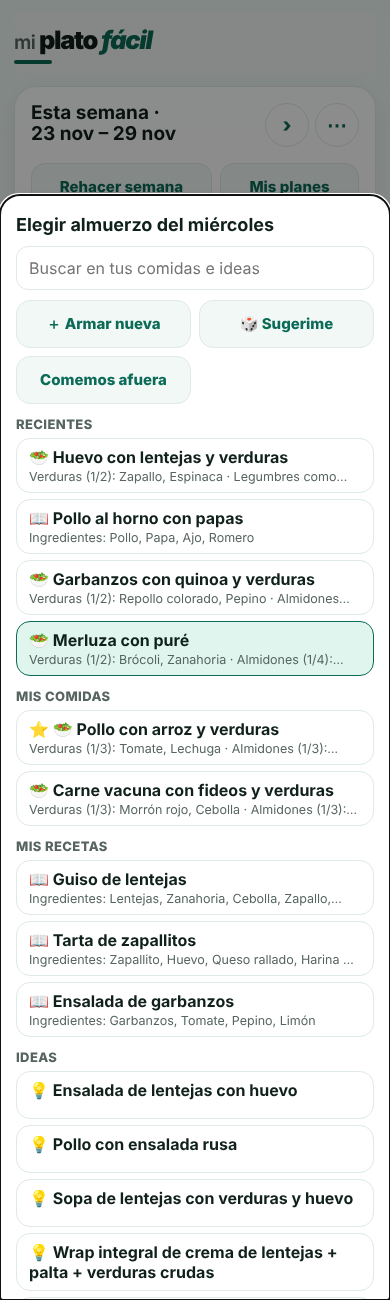 mi plato fácil
Esta semana ·
23 nov – 29 nov
Rehacer semana
Mis planes
Elegir almuerzo del miércoles
Buscar en tus comidas e ideas
+ Armar nueva
🎲 Sugerime
Comemos afuera
RECIENTES
🥗 Huevo con lentejas y verduras
Verduras (1/2): Zapallo, Espinaca · Legumbres como...
📖 Pollo al horno con papas
Ingredientes: Pollo, Papa, Ajo, Romero
🥗 Garbanzos con quinoa y verduras
Verduras (1/2): Repollo colorado, Pepino · Almidones...
🥗 Merluza con puré
Verduras (1/2): Brócoli, Zanahoria · Almidones (1/4):...
MIS COMIDAS
⭐ 🥗 Pollo con arroz y verduras
Verduras (1/3): Tomate, Lechuga · Almidones (1/3):...
🥗 Carne vacuna con fideos y verduras
Verduras (1/3): Morrón rojo, Cebolla · Almidones (1/3):...
MIS RECETAS
📖 Guiso de lentejas
Ingredientes: Lentejas, Zanahoria, Cebolla, Zapallo,...
📖 Tarta de zapallitos
Ingredientes: Zapallito, Huevo, Queso rallado, Harina ...
📖 Ensalada de garbanzos
Ingredientes: Garbanzos, Tomate, Pepino, Limón
IDEAS
💡 Ensalada de lentejas con huevo
💡 Pollo con ensalada rusa
💡 Sopa de lentejas con verduras y huevo
💡 Wrap integral de crema de lentejas +
palta + verduras crudas